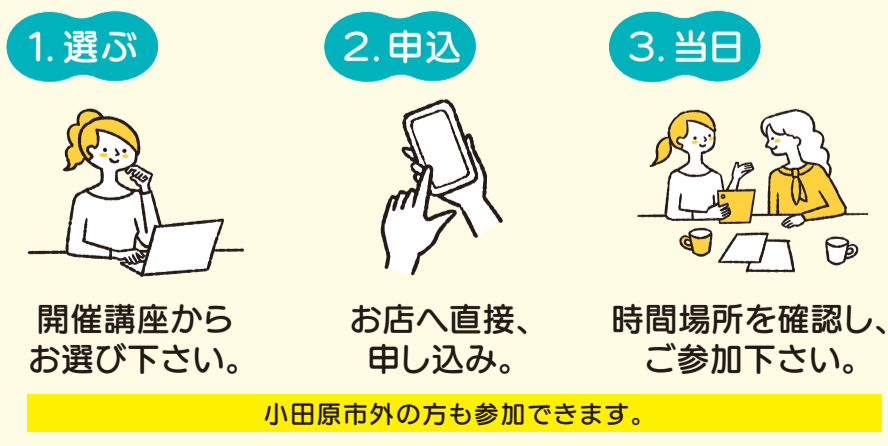 1. 選ぶ
2. 申込
3. 当日
開催講座から
お選び下さい。
お店へ直接、
申し込み。
時間場所を確認し、
ご参加下さい。
小田原市外の方も参加できます。